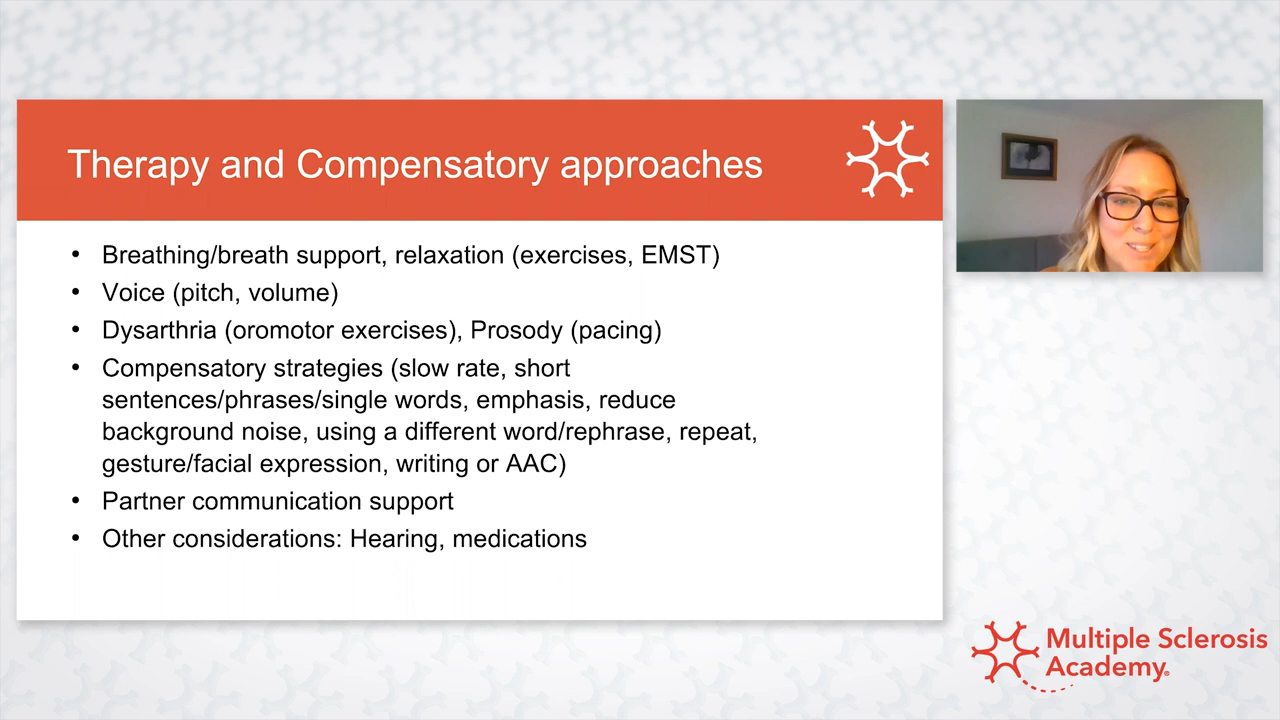 Therapy and Compensatory approaches
• Breathing/breath support, relaxation (exercises, EMST)
• Voice (pitch, volume)
• Dysarthria (oromotor exercises), Prosody (pacing)
• Compensatory strategies (slow rate, short
sentences/phrases/single words, emphasis, reduce
background noise, using a different word/rephrase, repeat,
gesture/facial expression, writing or AAC)
• Partner communication support
• Other considerations: Hearing, medications
Multiple Sclerosis
Academy®